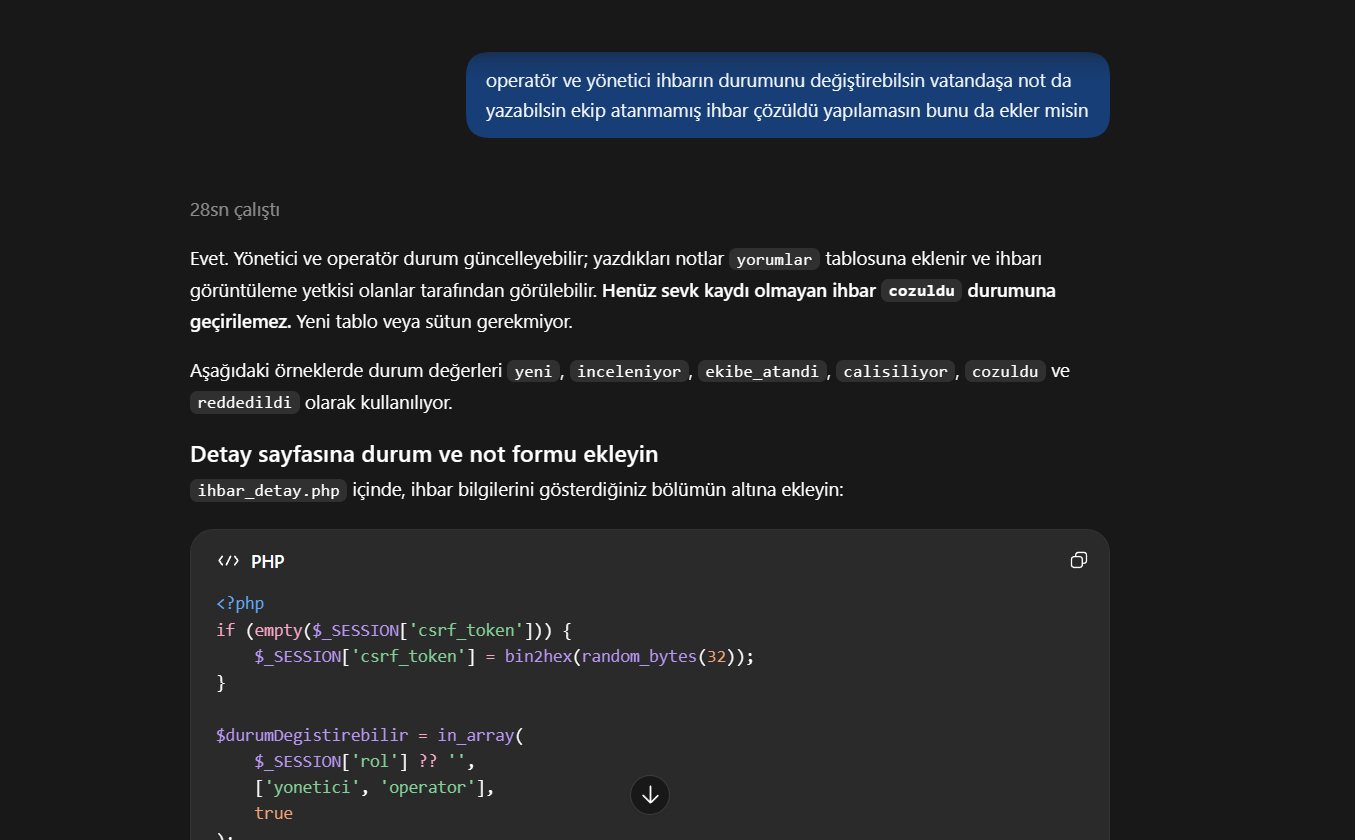 operatör ve yönetici ihbarın durumunu değiştirebilsin vatandaşa not da
yazabilsin ekip atanmamış ihbar çözüldü yapılamasın bunu da ekler misin
28sn çalıştı
Evet. Yönetici ve operatör durum güncelleyebilir; yazdıkları notlar yorumlar tablosuna eklenir ve ihbarı
görüntüleme yetkisi olanlar tarafından görülebilir. Henüz sevk kaydı olmayan ihbar cozuldu durumuna
geçirilemez. Yeni tablo veya sütun gerekmiyor.
Aşağıdaki örneklerde durum değerleri yeni, inceleniyor, ekibe_atandi, calisiliyor, cozuldu ve
reddedildi olarak kullanılıyor.
Detay sayfasına durum ve not formu ekleyin
ihbar_detay.php içinde, ihbar bilgilerini gösterdiğiniz bölümün altına ekleyin:
</> PHP
<?php
if (empty($_SESSION['csrf_token'])) {
    $_SESSION['csrf_token'] = bin2hex(random_bytes(32));
}
$durumDegistirebilir = in_array(
    $_SESSION['rol'] ?? '',
    ['yonetici', 'operator'],
    true
);